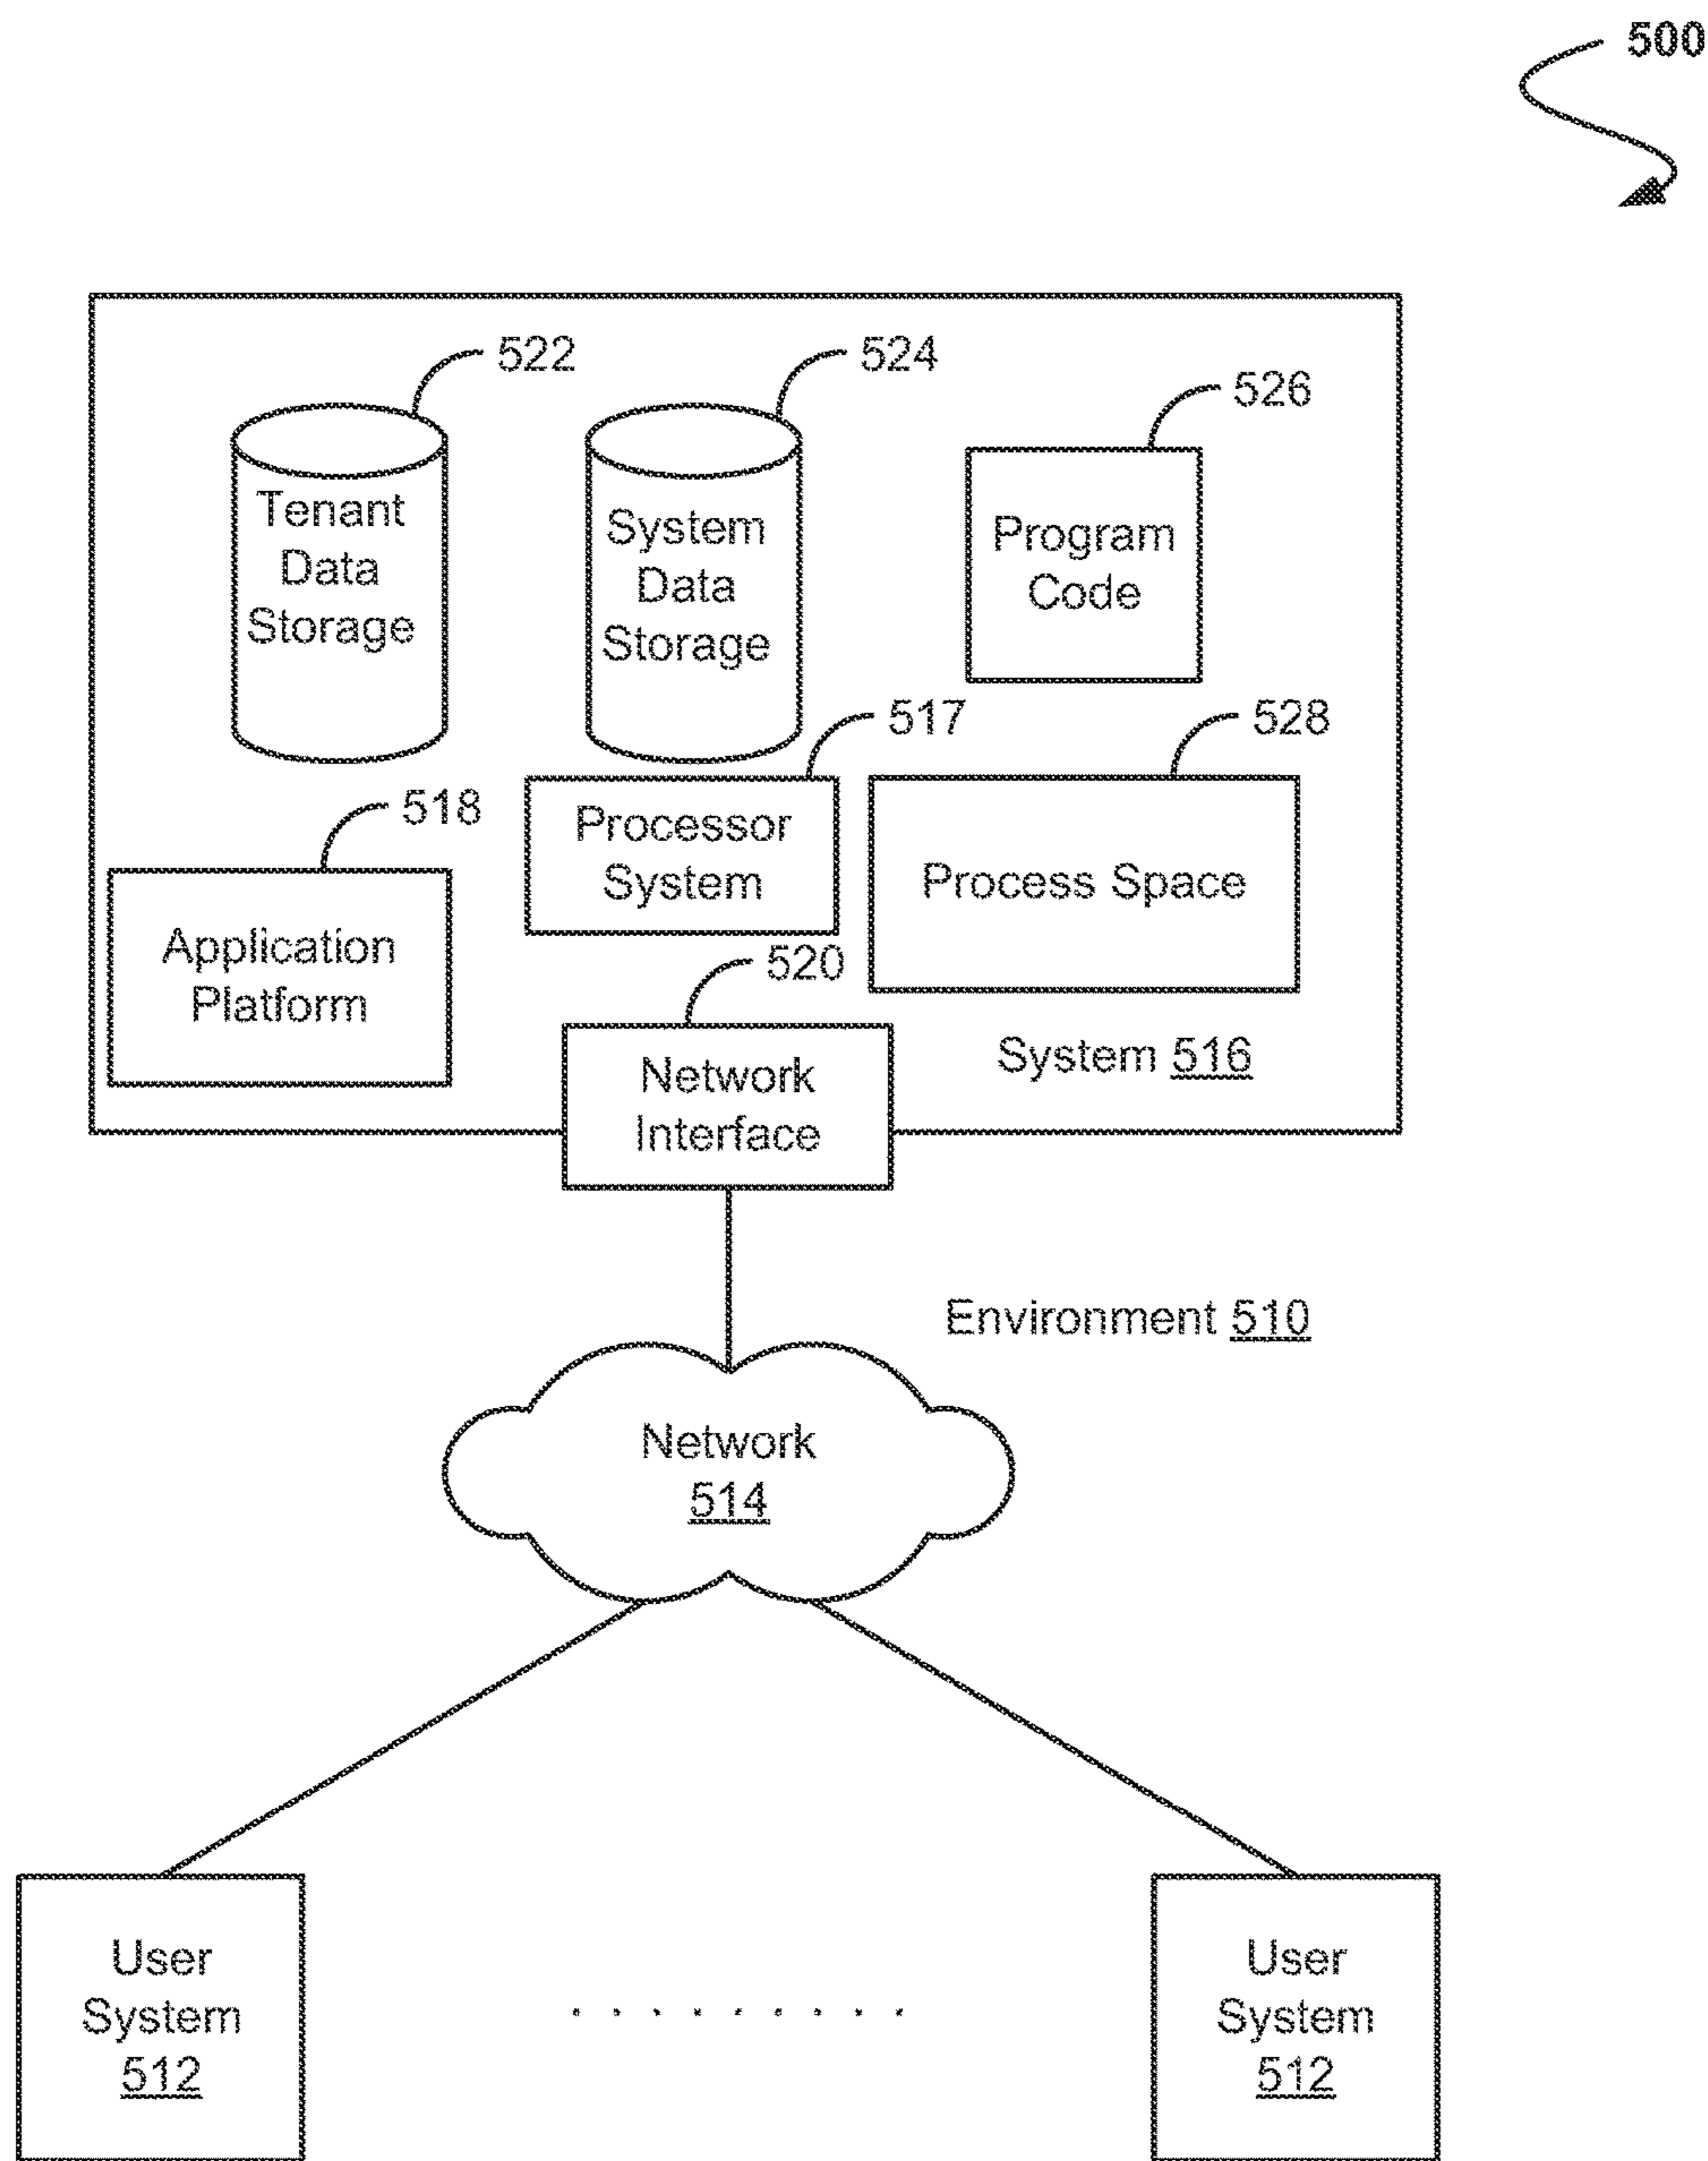 500
522
524
526
Tenant
Data
Storage
System
Data
Storage
Program
Code
517
528
518
Processor
System
Process Space
Application
Platform
520
Network
Interface
System 516
Environment 510
Network
514
User
System
512
User
System
512